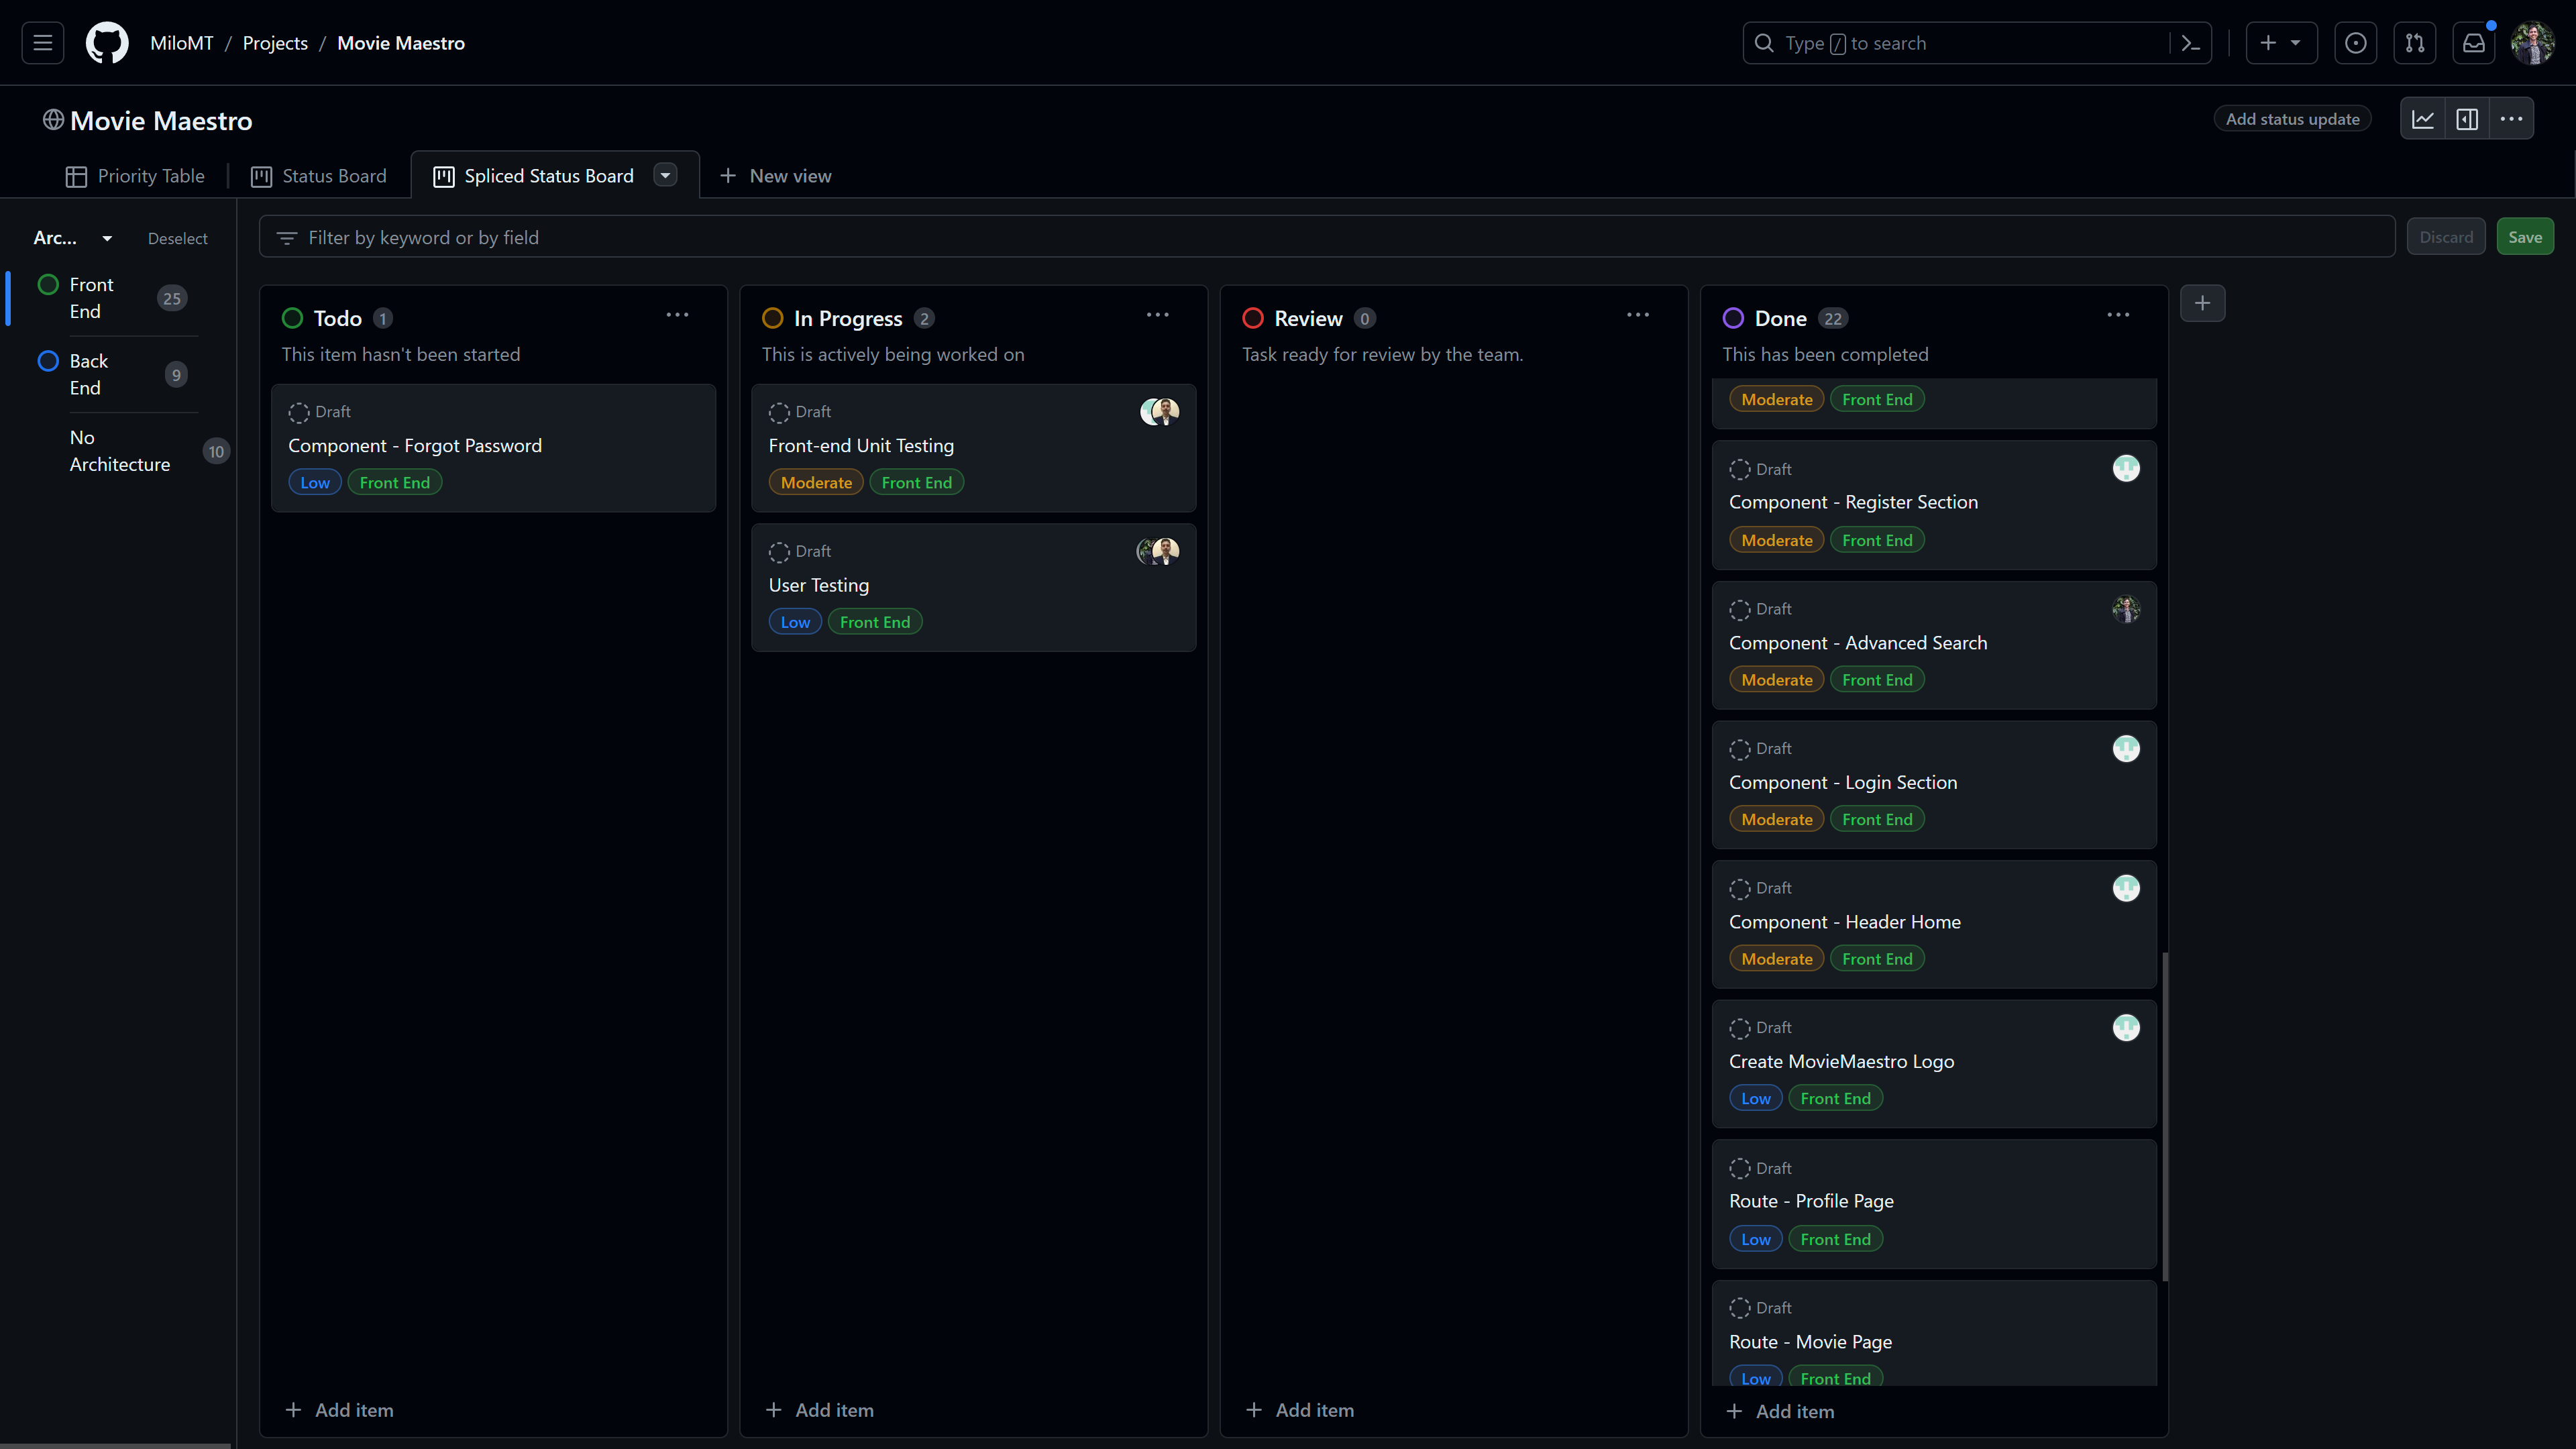 MiloMT / Projects / Movie Maestro
Type / to search
Movie Maestro
Add status update
Priority Table
Status Board
Spliced Status Board
New view
Arc...
Deselect
Filter by keyword or by field
Discard
Save
Front
End
25
Back
End
9
No
Architecture
10
Todo 1
This item hasn't been started
Draft
Component - Forgot Password
Low Front End
Add item
In Progress 2
This is actively being worked on
Draft
Front-end Unit Testing
Moderate Front End
Draft
User Testing
Low Front End
Add item
Review 0
Task ready for review by the team.
Add item
Done 22
This has been completed
Moderate Front End
Draft
Component - Register Section
Moderate Front End
Draft
Component - Advanced Search
Moderate Front End
Draft
Component - Login Section
Moderate Front End
Draft
Component - Header Home
Moderate Front End
Draft
Create MovieMaestro Logo
Low Front End
Draft
Route - Profile Page
Low Front End
Draft
Route - Movie Page
Low Front End
Add item